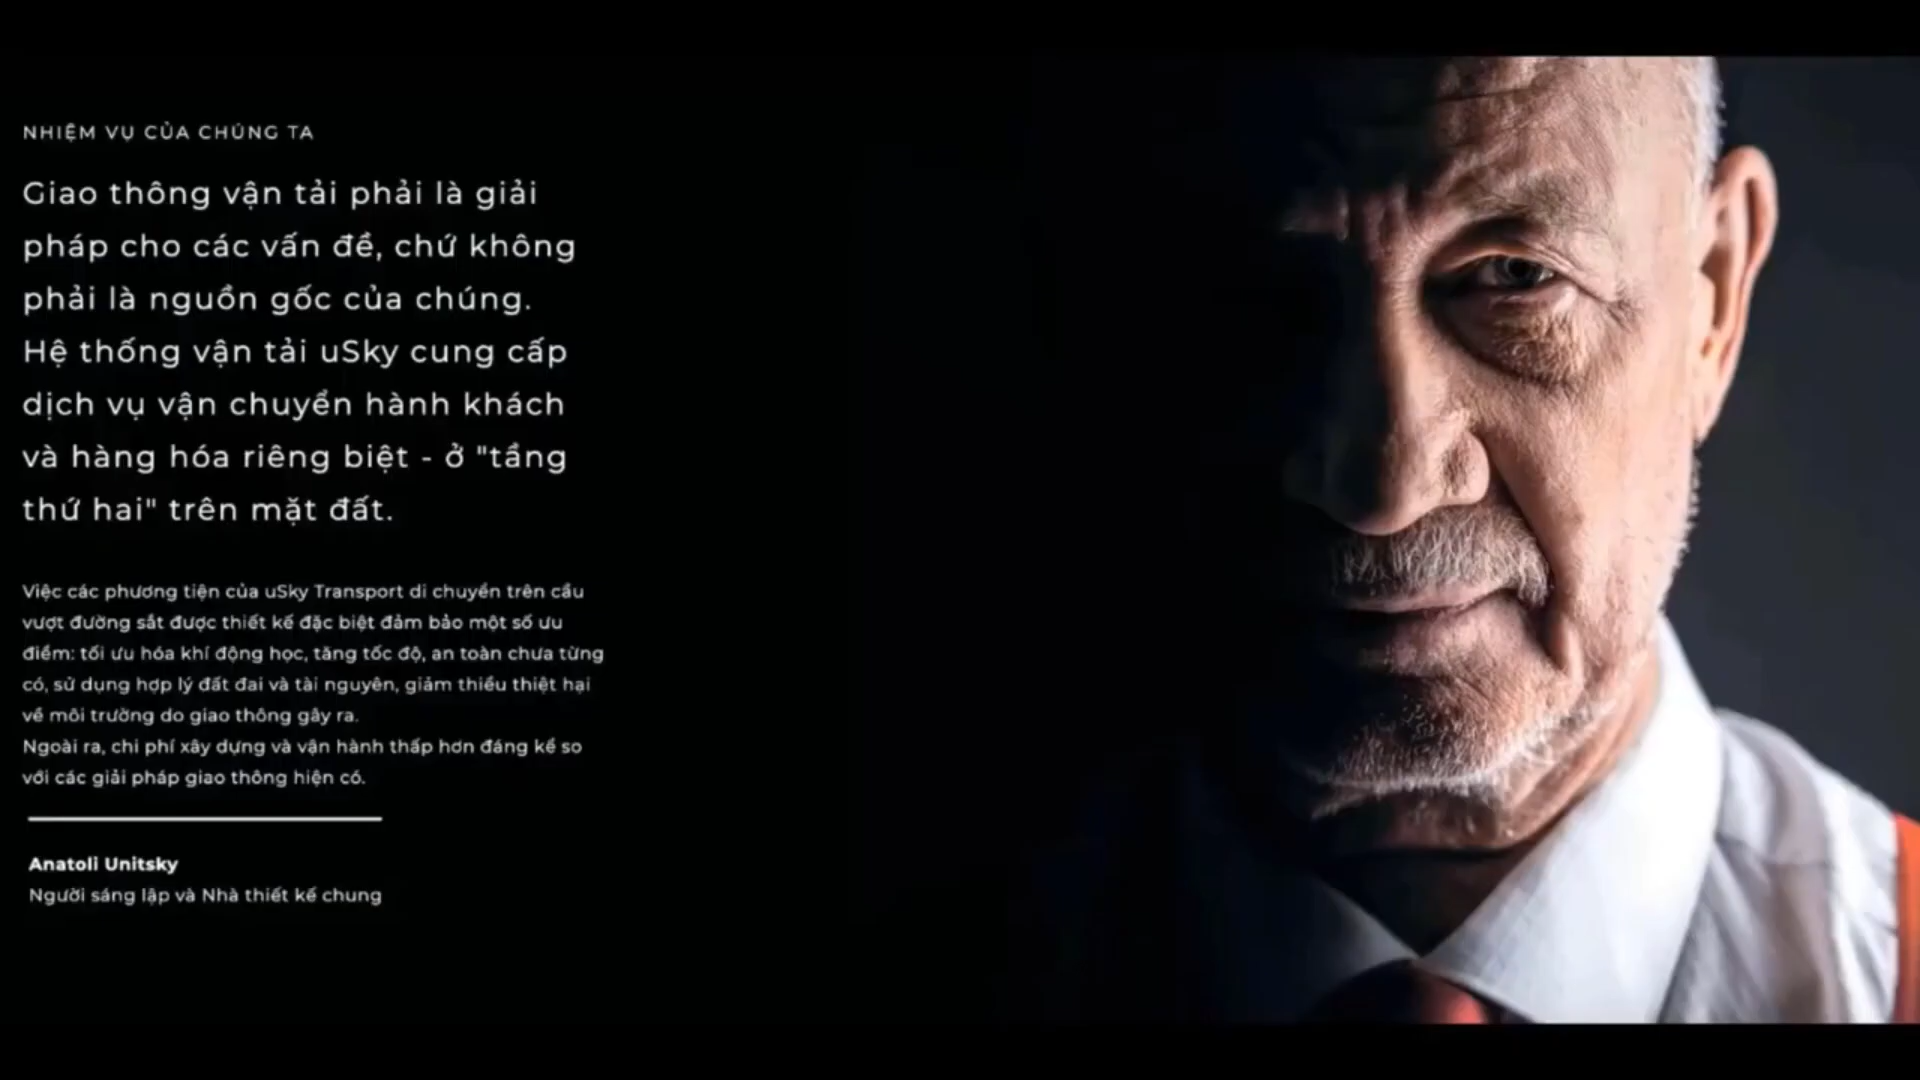 NHIỆM VỤ CỦA CHÚNG TA
Giao thông vận tải phải là giải
pháp cho các vấn đề, chứ không
phải là nguồn gốc của chúng.
Hệ thống vận tải uSky cung cấp
dịch vụ vận chuyển hành khách
và hàng hóa riêng biệt - ở "tầng
thứ hai" trên mặt đất.
Việc các phương tiện của uSky Transport di chuyển trên cầu
vượt đường sắt được thiết kế đặc biệt đảm bảo một số ưu
điểm: tối ưu hóa khí động học, tăng tốc độ, an toàn chưa từng
có, sử dụng hợp lý đất đai và tài nguyên, giảm thiểu thiệt hại
về môi trường do giao thông gây ra.
Ngoài ra, chi phí xây dựng và vận hành thấp hơn đáng kể so
với các giải pháp giao thông hiện có.
Anatoli Unitsky
Người sáng lập và Nhà thiết kế chung